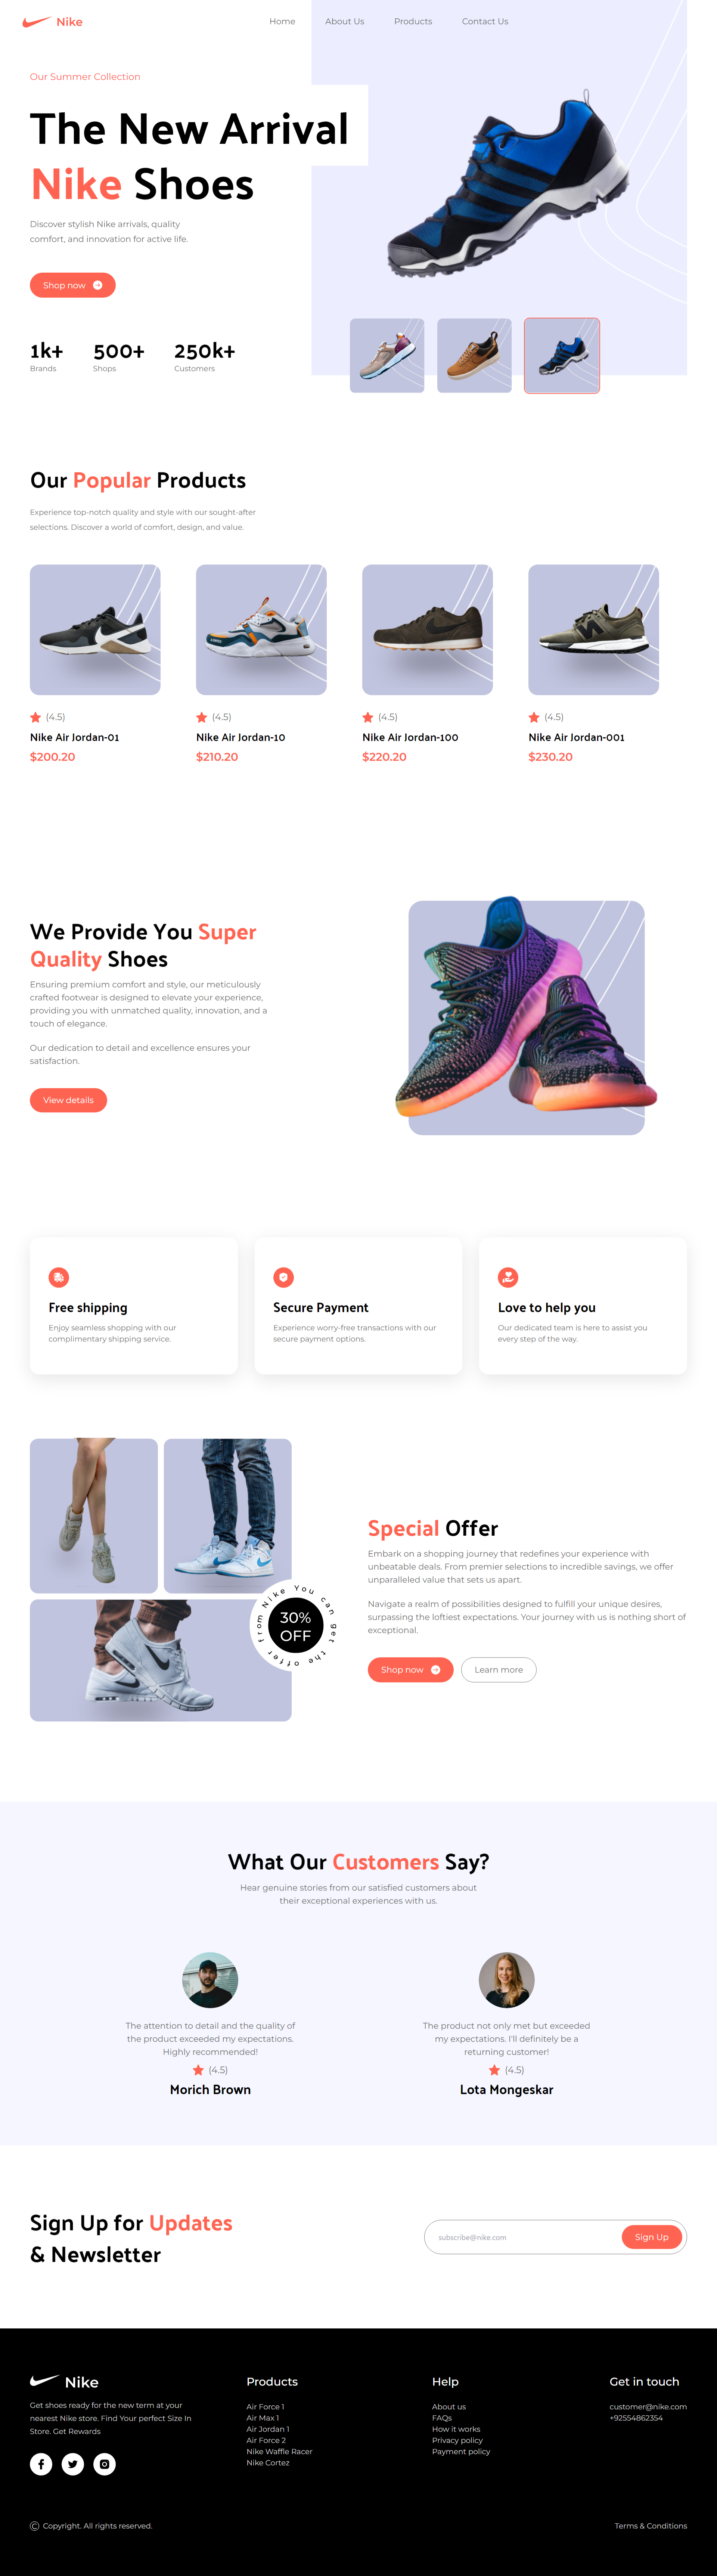 Nike
Home
About Us
Products
Contact Us
Our Summer Collection
The New Arrival
Nike Shoes
Discover stylish Nike arrivals, quality
comfort, and innovation for active life.
Shop now
1k+
Brands
500+
Shops
250k+
Customers
Our Popular Products
Experience top-notch quality and style with our sought-after
selections. Discover a world of comfort, design, and value.
(4.5)
Nike Air Jordan-01
$200.20
(4.5)
Nike Air Jordan-10
$210.20
(4.5)
Nike Air Jordan-100
$220.20
(4.5)
Nike Air Jordan-001
$230.20
We Provide You Super
Quality Shoes
Ensuring premium comfort and style, our meticulously
crafted footwear is designed to elevate your experience,
providing you with unmatched quality, innovation, and a
touch of elegance.
Our dedication to detail and excellence ensures your
satisfaction.
View details
Free shipping
Enjoy seamless shopping with our
complimentary shipping service.
Secure Payment
Experience worry-free transactions with our
secure payment options.
Love to help you
Our dedicated team is here to assist you
every step of the way.
You can get the offer from Nike
30%
OFF
Special Offer
Embark on a shopping journey that redefines your experience with
unbeatable deals. From premier selections to incredible savings, we offer
unparalleled value that sets us apart.
Navigate a realm of possibilities designed to fulfill your unique desires,
surpassing the loftiest expectations. Your journey with us is nothing short of
exceptional.
Shop now
Learn more
What Our Customers Say?
Hear genuine stories from our satisfied customers about
their exceptional experiences with us.
The attention to detail and the quality of
the product exceeded my expectations.
Highly recommended!
(4.5)
Morich Brown
The product not only met but exceeded
my expectations. I'll definitely be a
returning customer!
(4.5)
Lota Mongeskar
Sign Up for Updates
& Newsletter
subscribe@nike.com
Sign Up
Nike
Get shoes ready for the new term at your
nearest Nike store. Find Your perfect Size In
Store. Get Rewards
Products
Air Force 1
Air Max 1
Air Jordan 1
Air Force 2
Nike Waffle Racer
Nike Cortez
Help
About us
FAQs
How it works
Privacy policy
Payment policy
Get in touch
customer@nike.com
+92554862354
© Copyright. All rights reserved.
Terms & Conditions